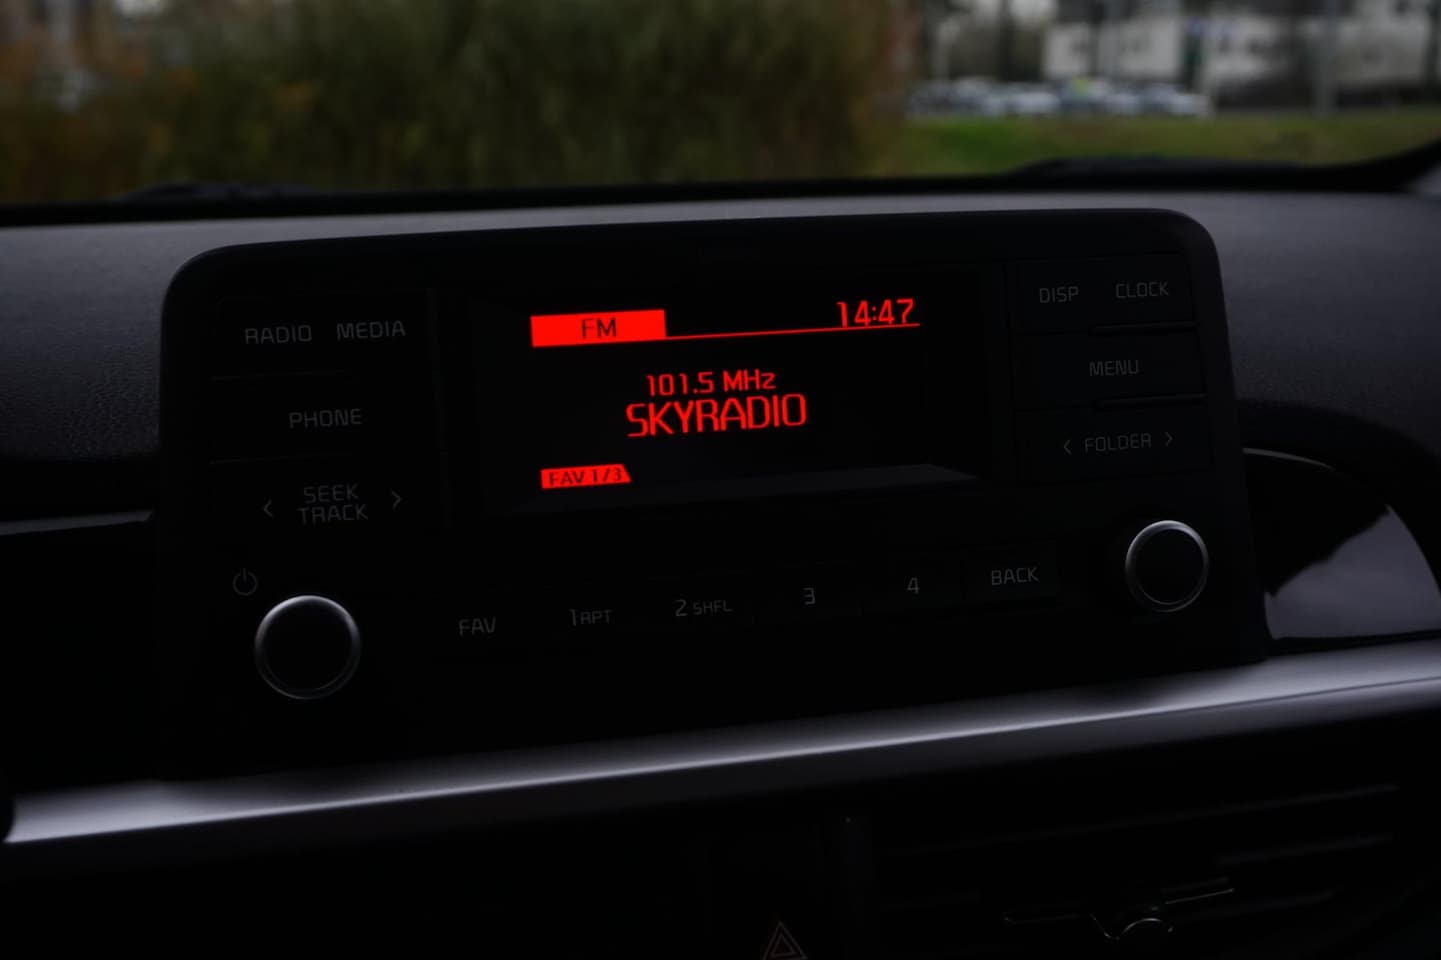 RADIO MEDIA
PHONE
< SEEK TRACK >
FM 14:47
101.5 MHz
SKYRADIO
FAV 1/3
DISP CLOCK
MENU
< FOLDER >
FAV 1 RPT 2 SHFL 3 4 BACK